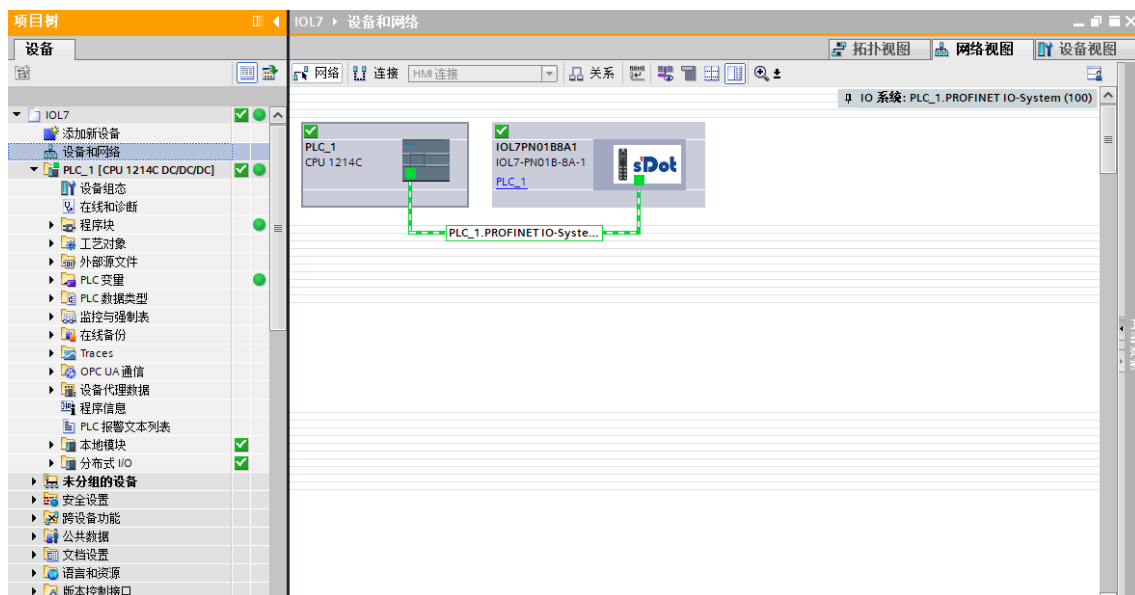 项目树
IOL7 ▸ 设备和网络
设备
拓扑视图
网络视图
设备视图
网络
连接
HMI 连接
关系
IO 系统: PLC_1.PROFINET IO-System (100)
IOL7
添加新设备
设备和网络
PLC_1 [CPU 1214C DC/DC/DC]
设备组态
在线和诊断
程序块
工艺对象
外部源文件
PLC 变量
PLC 数据类型
监控与强制表
在线备份
Traces
OPC UA 通信
设备代理数据
程序信息
PLC 报警文本列表
本地模块
分布式 I/O
未分组的设备
安全设置
跨设备功能
公共数据
文档设置
语言和资源
版本控制接口
PLC_1
CPU 1214C
IOL7PN01B8A1
IOL7-PN01B-8A-1
PLC_1
s'Dot
PLC_1.PROFINET IO-Syste...